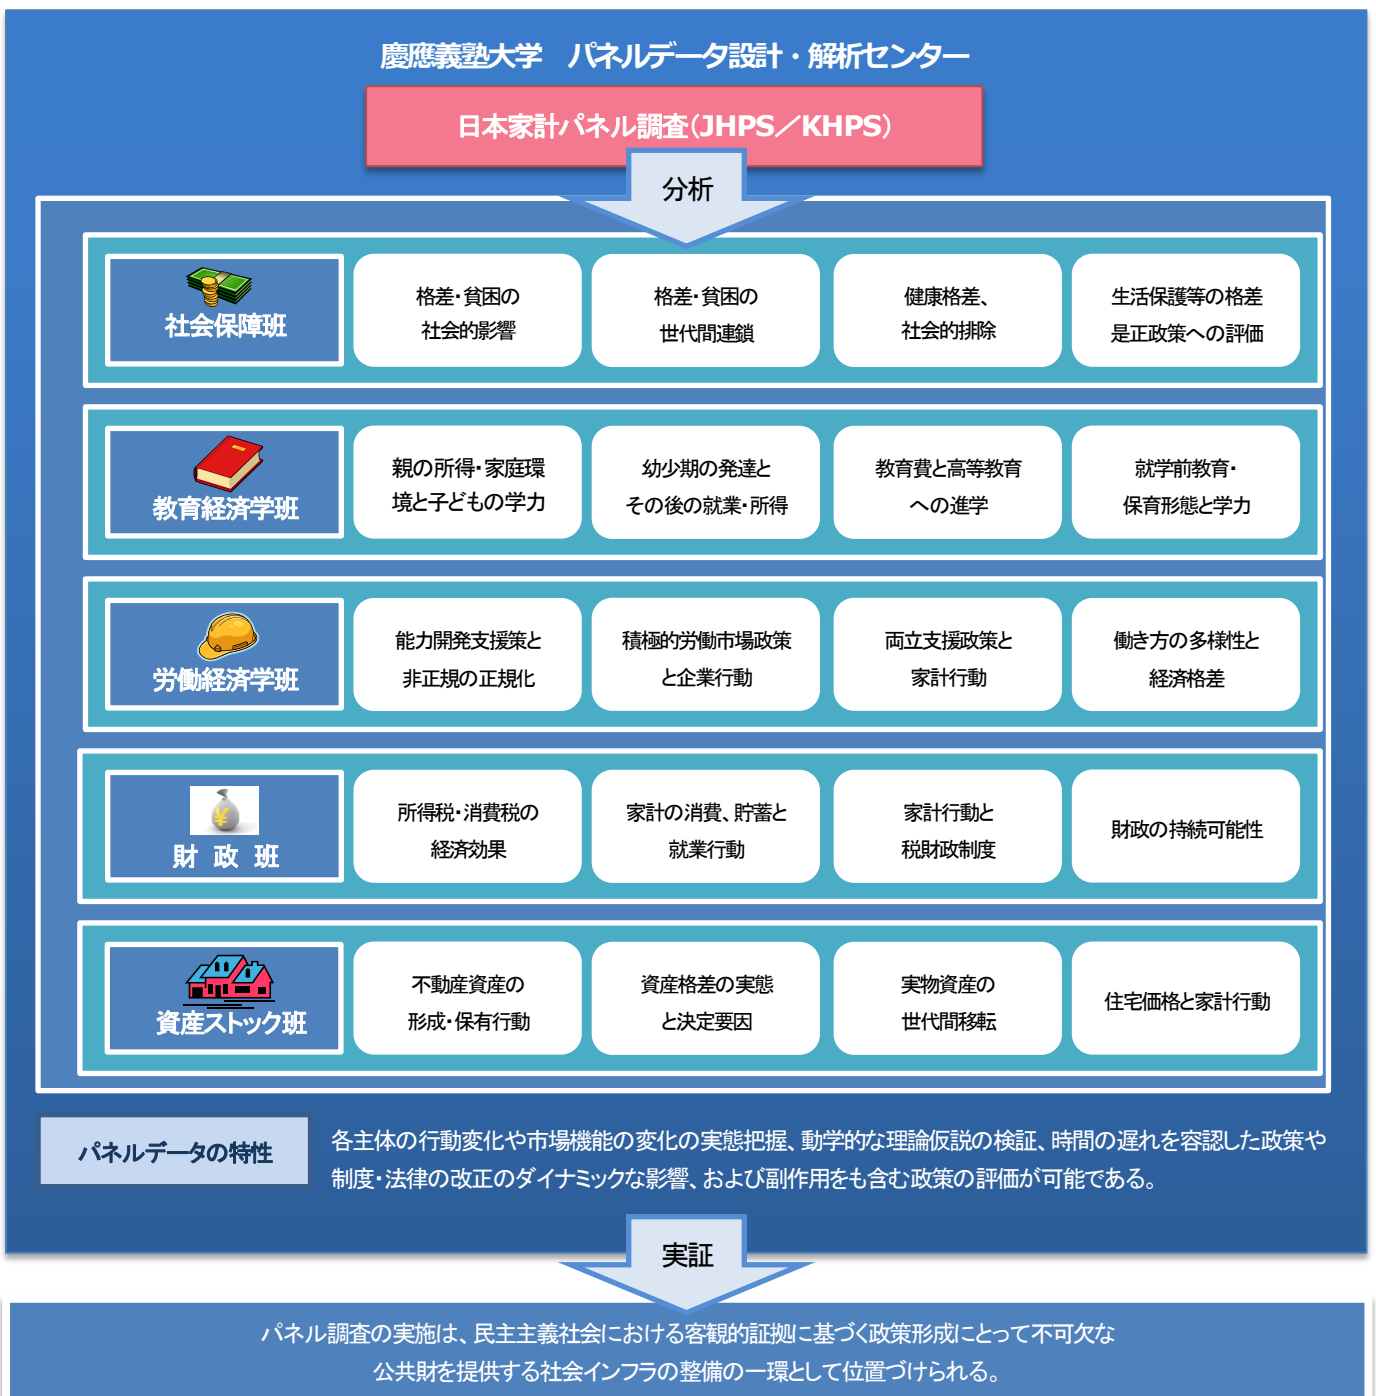 慶應義塾大学　パネルデータ設計・解析センター
日本家計パネル調査(JHPS／KHPS)
分析
社会保障班
格差・貧困の
社会的影響
格差・貧困の
世代間連鎖
健康格差、
社会的排除
生活保護等の格差
是正政策への評価
教育経済学班
親の所得・家庭環
境と子どもの学力
幼少期の発達と
その後の就業・所得
教育費と高等教育
への進学
就学前教育・
保育形態と学力
労働経済学班
能力開発支援策と
非正規の正規化
積極的労働市場政策
と企業行動
両立支援政策と
家計行動
働き方の多様性と
経済格差
¥
財 政 班
所得税・消費税の
経済効果
家計の消費、貯蓄と
就業行動
家計行動と
税財政制度
財政の持続可能性
資産ストック班
不動産資産の
形成・保有行動
資産格差の実態
と決定要因
実物資産の
世代間移転
住宅価格と家計行動
パネルデータの特性
各主体の行動変化や市場機能の変化の実態把握、動学的な理論仮説の検証、時間の遅れを容認した政策や
制度・法律の改正のダイナミックな影響、および副作用をも含む政策の評価が可能である。
実証
パネル調査の実施は、民主主義社会における客観的証拠に基づく政策形成にとって不可欠な
公共財を提供する社会インフラの整備の一環として位置づけられる。